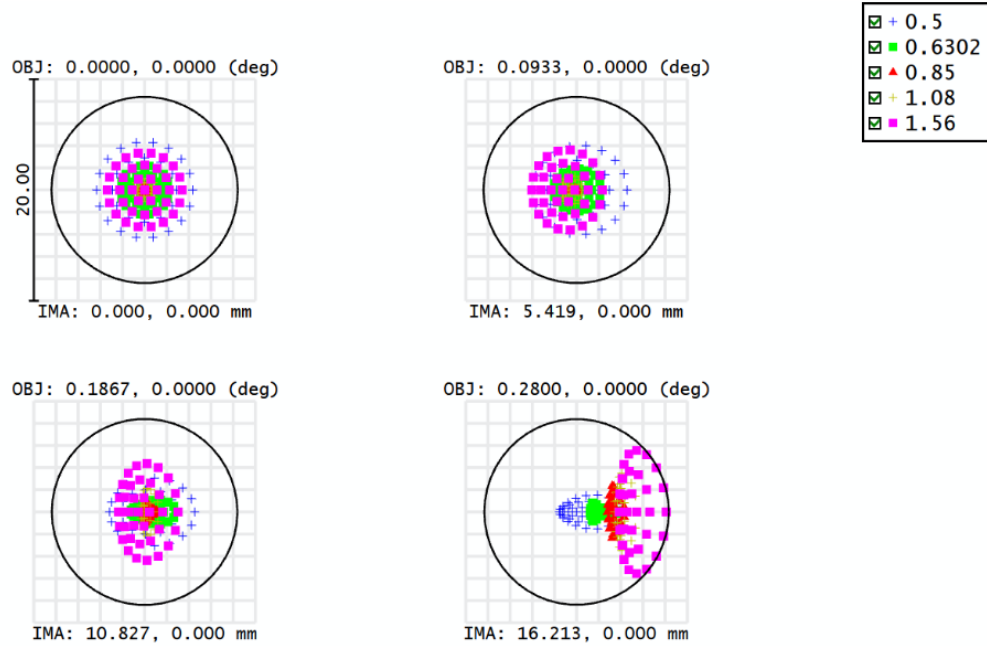 0.5
0.6302
0.85
1.08
1.56
OBJ: 0.0000, 0.0000 (deg)
OBJ: 0.0933, 0.0000 (deg)
20.00
IMA: 0.000, 0.000 mm
IMA: 5.419, 0.000 mm
OBJ: 0.1867, 0.0000 (deg)
OBJ: 0.2800, 0.0000 (deg)
IMA: 10.827, 0.000 mm
IMA: 16.213, 0.000 mm